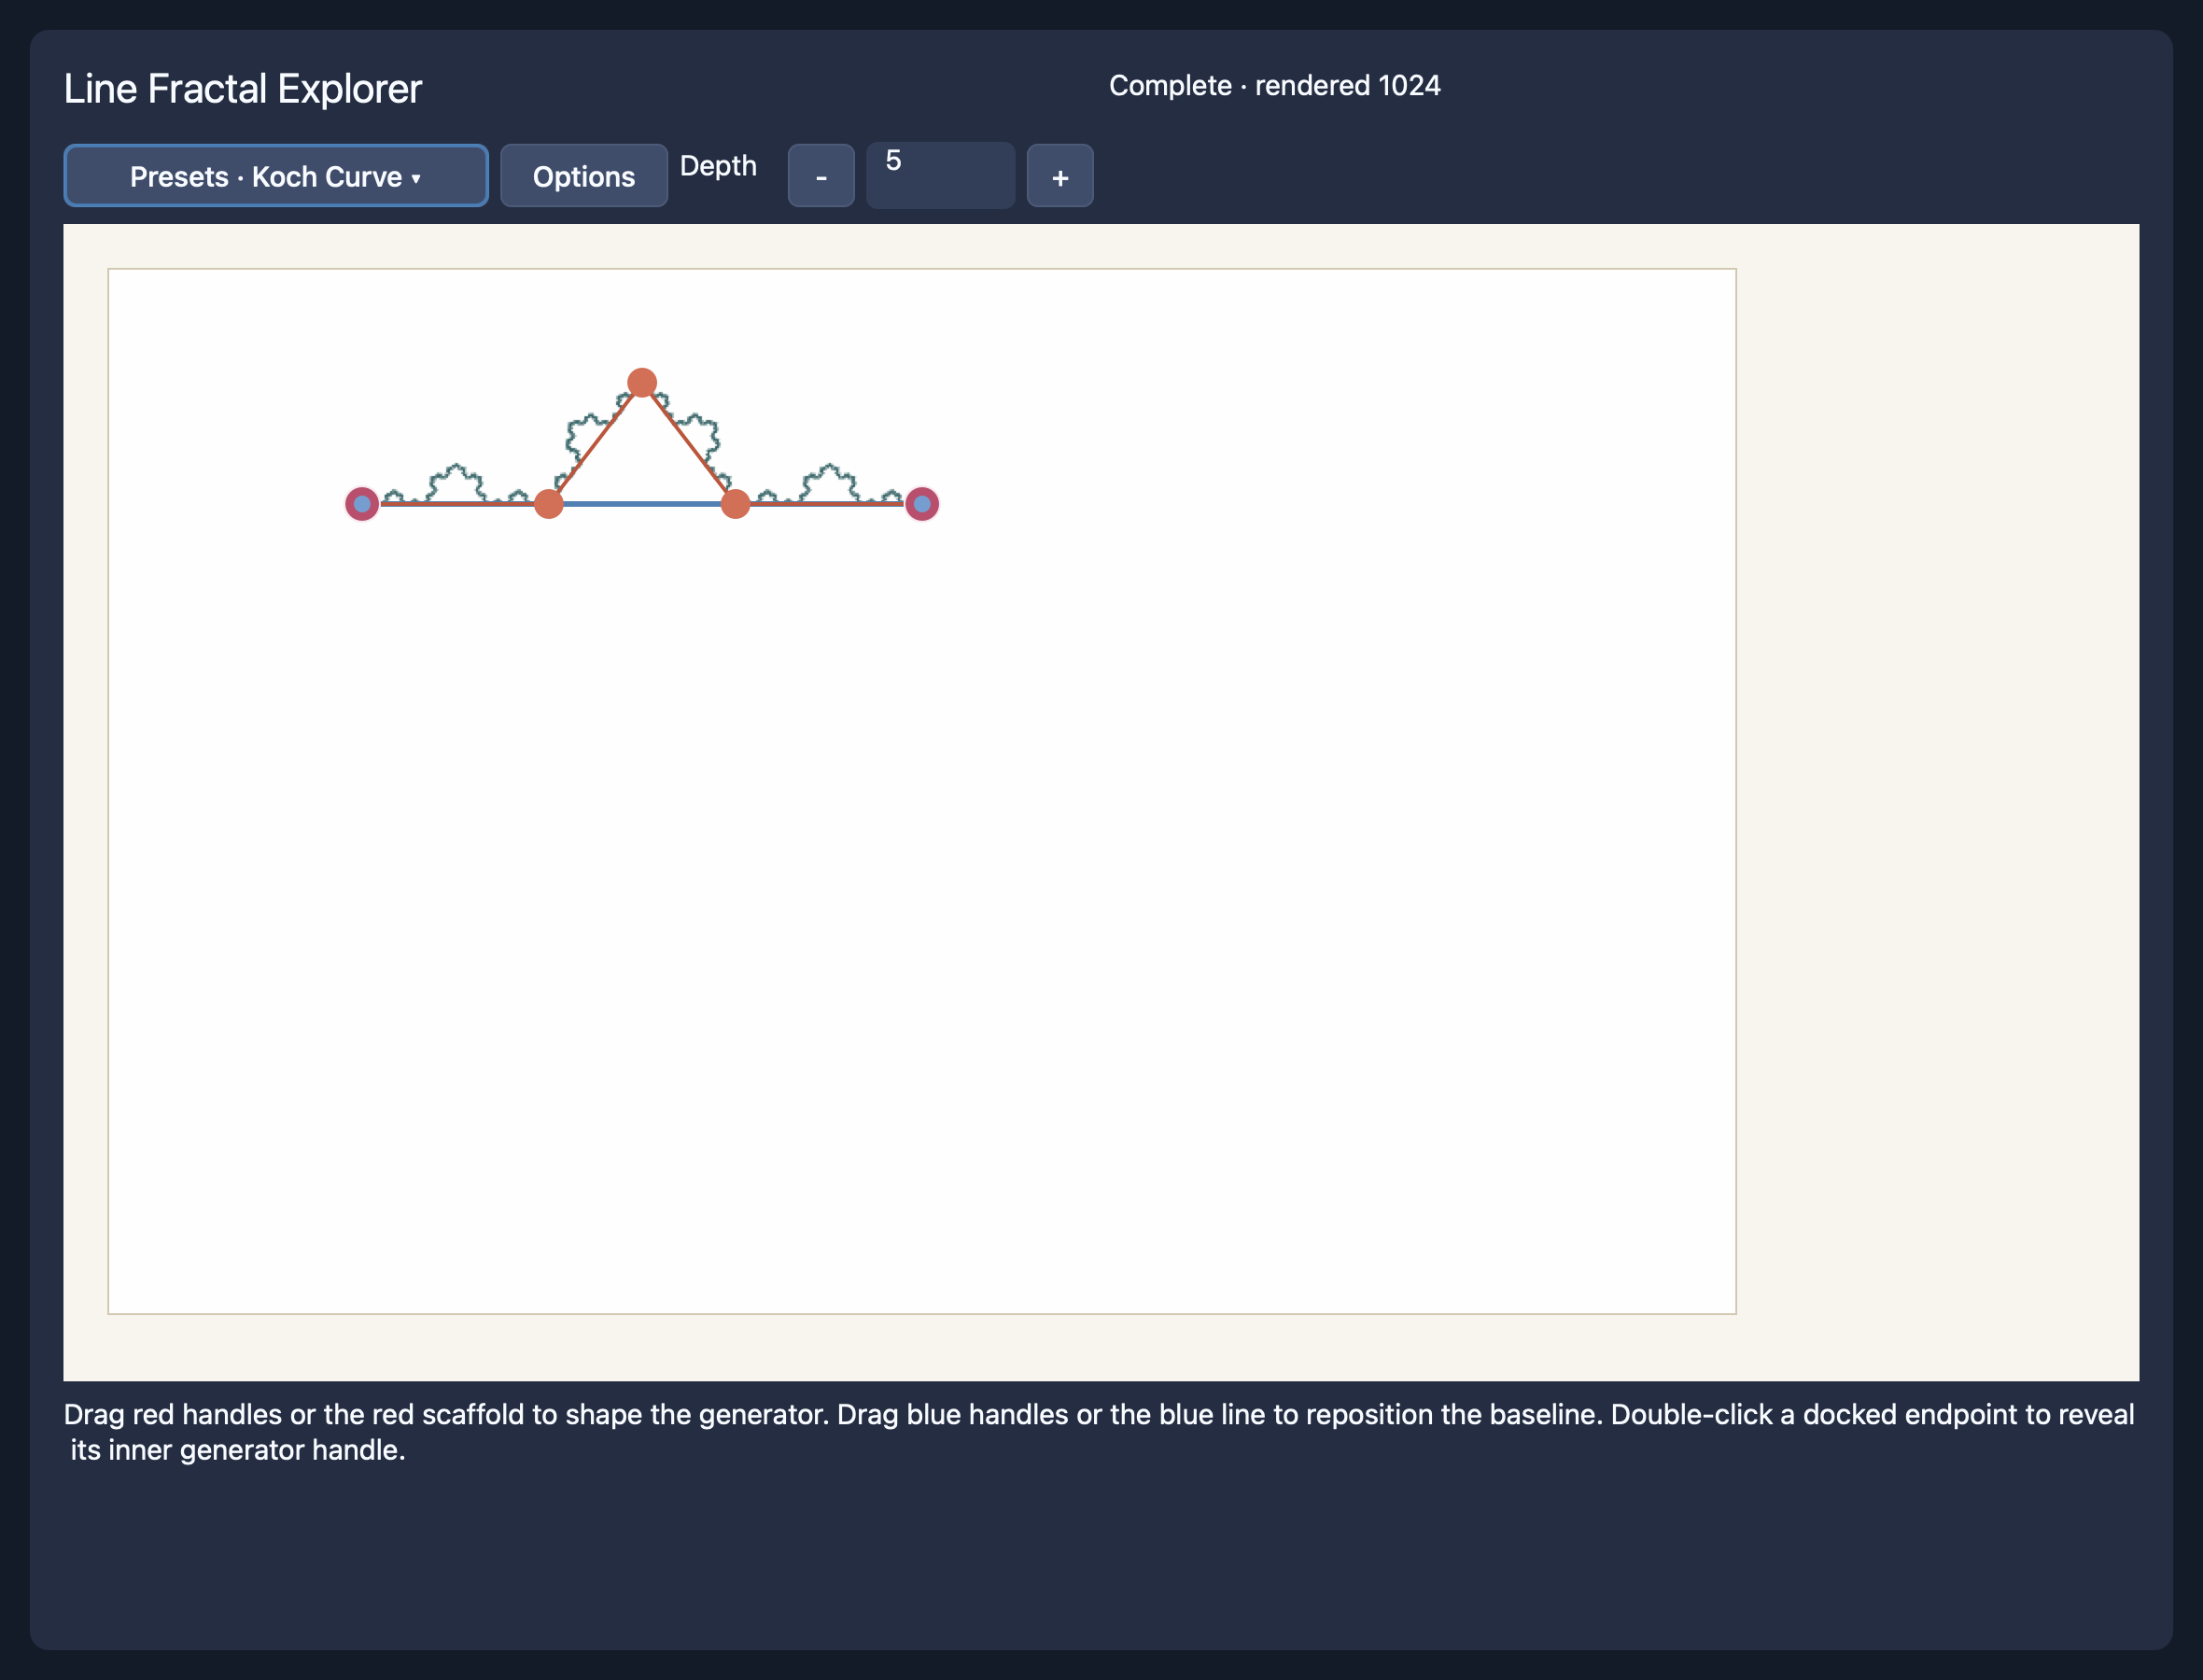 Line Fractal Explorer
Complete · rendered 1024
Presets · Koch Curve ▾
Options
Depth
-
5
+
Drag red handles or the red scaffold to shape the generator. Drag blue handles or the blue line to reposition the baseline. Double-click a docked endpoint to reveal
its inner generator handle.